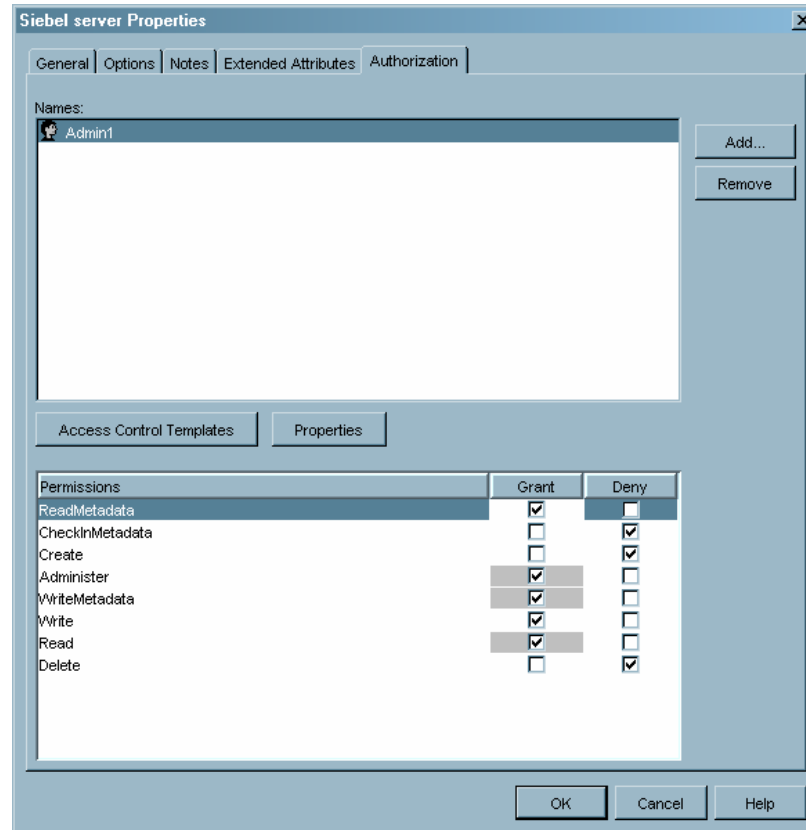 Siebel server Properties
General Options Notes Extended Attributes Authorization
Names:
Admin1
Add...
Remove
Access Control Templates Properties
Permissions Grant Deny
ReadMetadata
CheckInMetadata
Create
Administer
WriteMetadata
Write
Read
Delete
OK Cancel Help